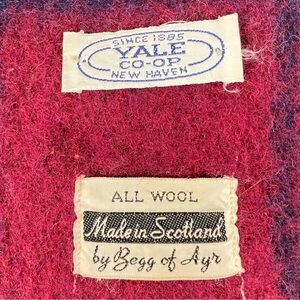 SINCE 1885
YALE
CO-OP
NEW HAVEN
ALL WOOL
Made in Scotland
by Begg of Ayr